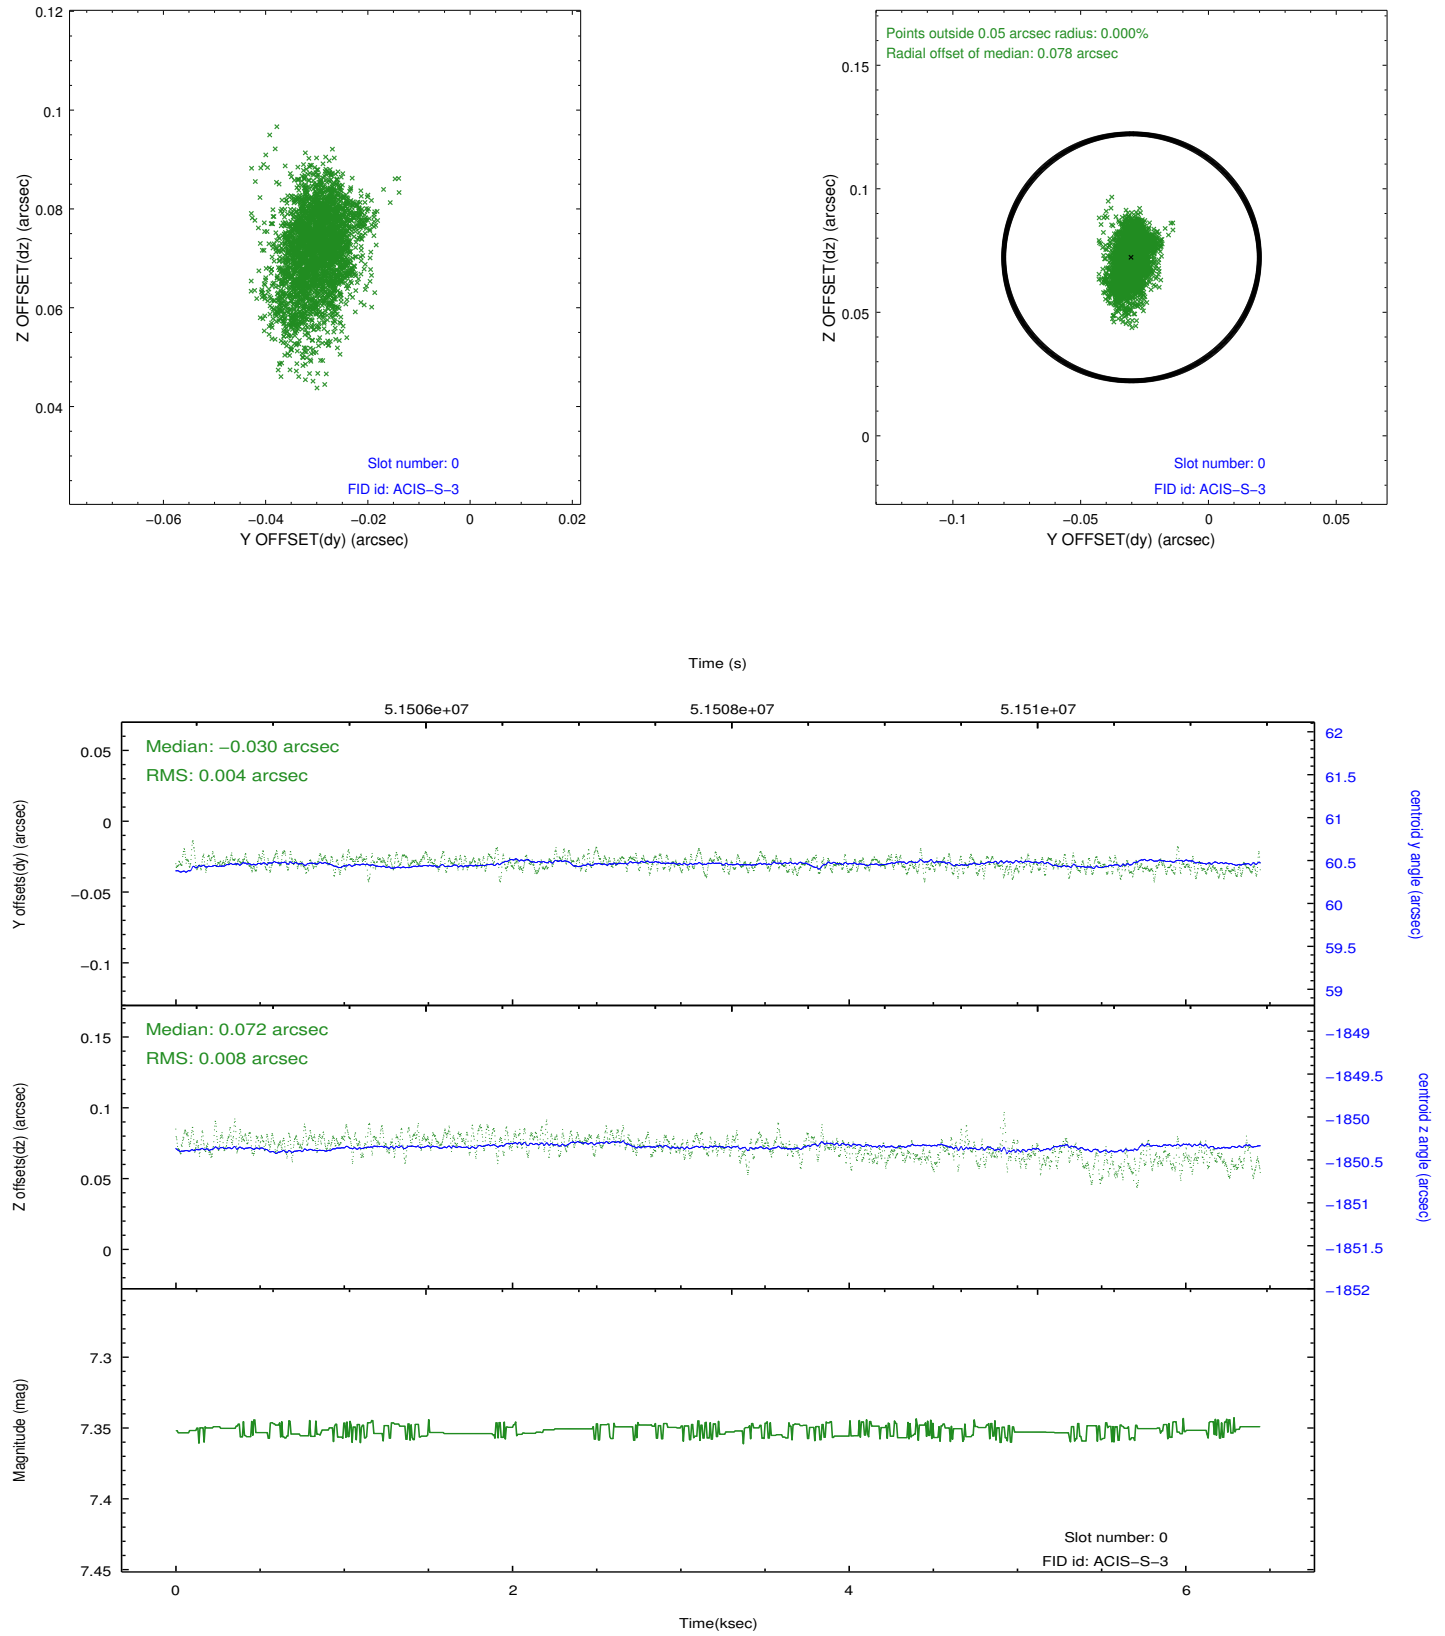 0.12
0.1
0.08
0.06
0.04
Z OFFSET(dz) (arcsec)
−0.06 −0.04 −0.02 0 0.02
Y OFFSET(dy) (arcsec)
Slot number: 0
FID id: ACIS−S−3
Points outside 0.05 arcsec radius: 0.000%
Radial offset of median: 0.078 arcsec
0.15
0.1
0.05
0
Z OFFSET(dz) (arcsec)
Slot number: 0
FID id: ACIS−S−3
−0.1 −0.05 0 0.05
Y OFFSET(dy) (arcsec)
Time (s)
5.1506e+07 5.1508e+07 5.151e+07
Median: −0.030 arcsec
RMS: 0.004 arcsec
0.05
0
−0.05
−0.1
Y offsets(dy) (arcsec)
62
61.5
61
60.5
60
59.5
59
centroid y angle (arcsec)
Median: 0.072 arcsec
RMS: 0.008 arcsec
0.15
0.1
0.05
0
Z offsets(dz) (arcsec)
−1849
−1849.5
−1850
−1850.5
−1851
−1851.5
−1852
centroid z angle (arcsec)
7.3
7.35
7.4
7.45
Magnitude (mag)
Slot number: 0
FID id: ACIS−S−3
0 2 4 6
Time(ksec)